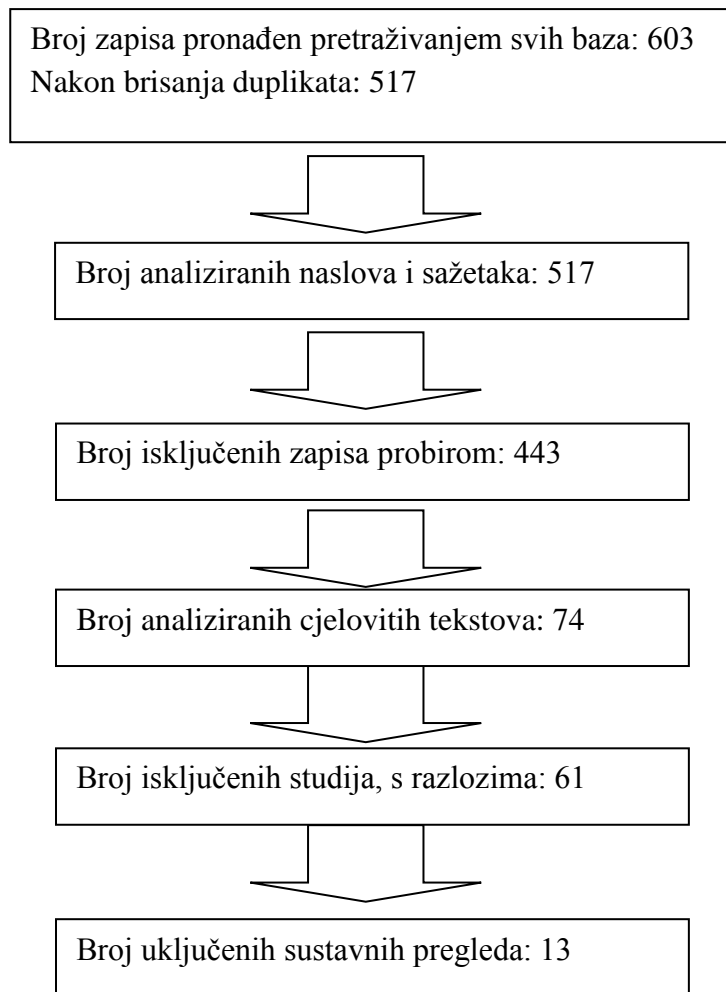 Broj zapisa pronađen pretraživanjem svih baza: 603
Nakon brisanja duplikata: 517
Broj analiziranih naslova i sažetaka: 517
Broj isključenih zapisa probirom: 443
Broj analiziranih cjelovitih tekstova: 74
Broj isključenih studija, s razlozima: 61
Broj uključenih sustavnih pregleda: 13